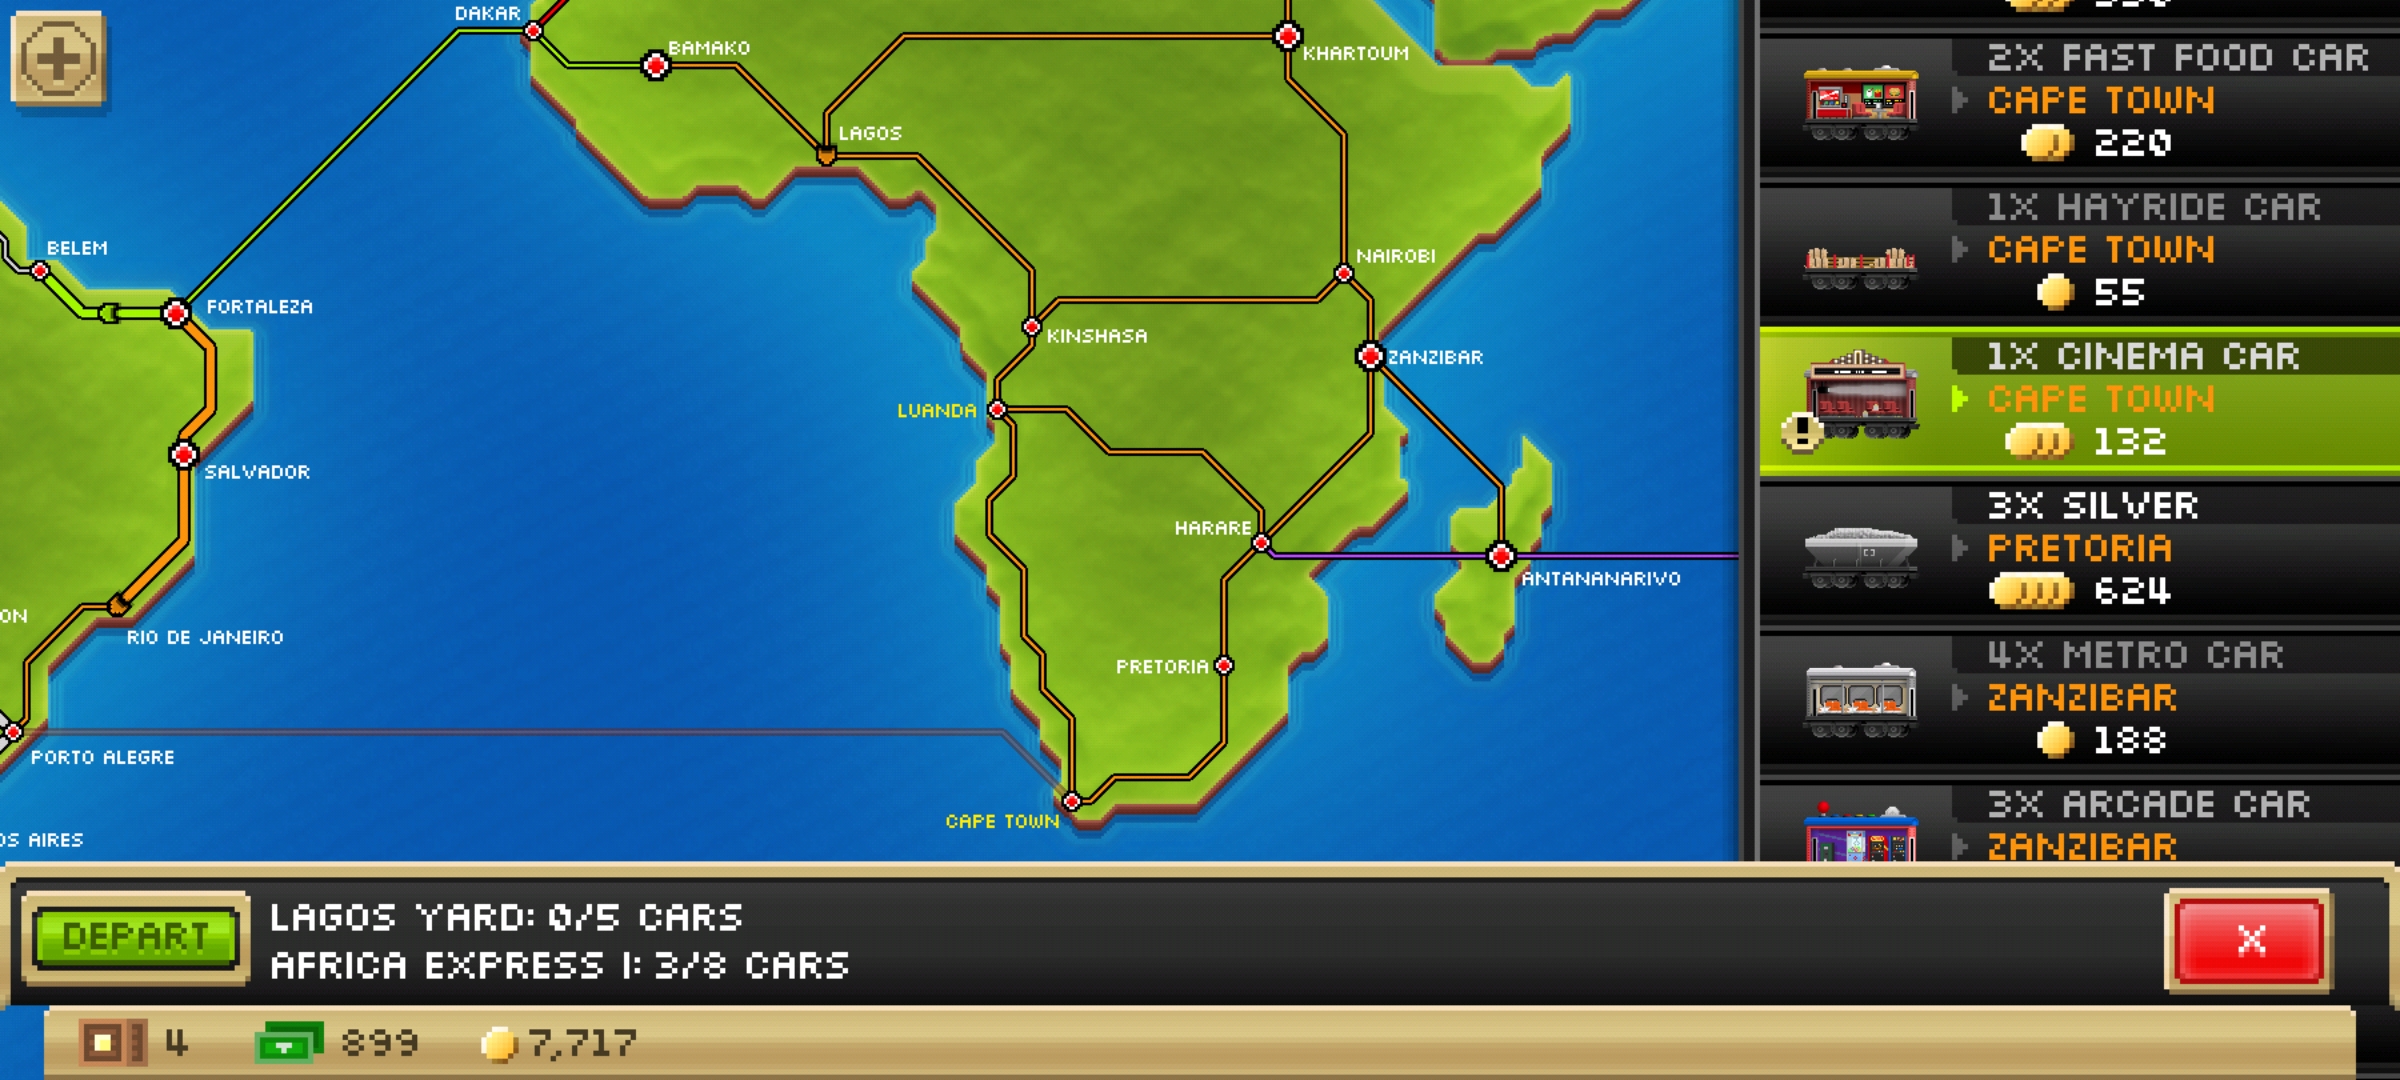 DAKAR
BAMAKO
KHARTOUM
LAGOS
BELEM
FORTALEZA
NAIROBI
KINSHASA
ZANZIBAR
LUANDA
SALVADOR
HARARE
ANTANANARIVO
ON
RIO DE JANEIRO
PRETORIA
PORTO ALEGRE
CAPE TOWN
OS AIRES
2X FAST FOOD CAR
CAPE TOWN
220
1X HAYRIDE CAR
CAPE TOWN
55
1X CINEMA CAR
CAPE TOWN
132
3X SILVER
PRETORIA
624
4X METRO CAR
ZANZIBAR
188
3X ARCADE CAR
ZANZIBAR
DEPART
LAGOS YARD: 0/5 CARS
AFRICA EXPRESS I: 3/8 CARS
X
4
899
7,717